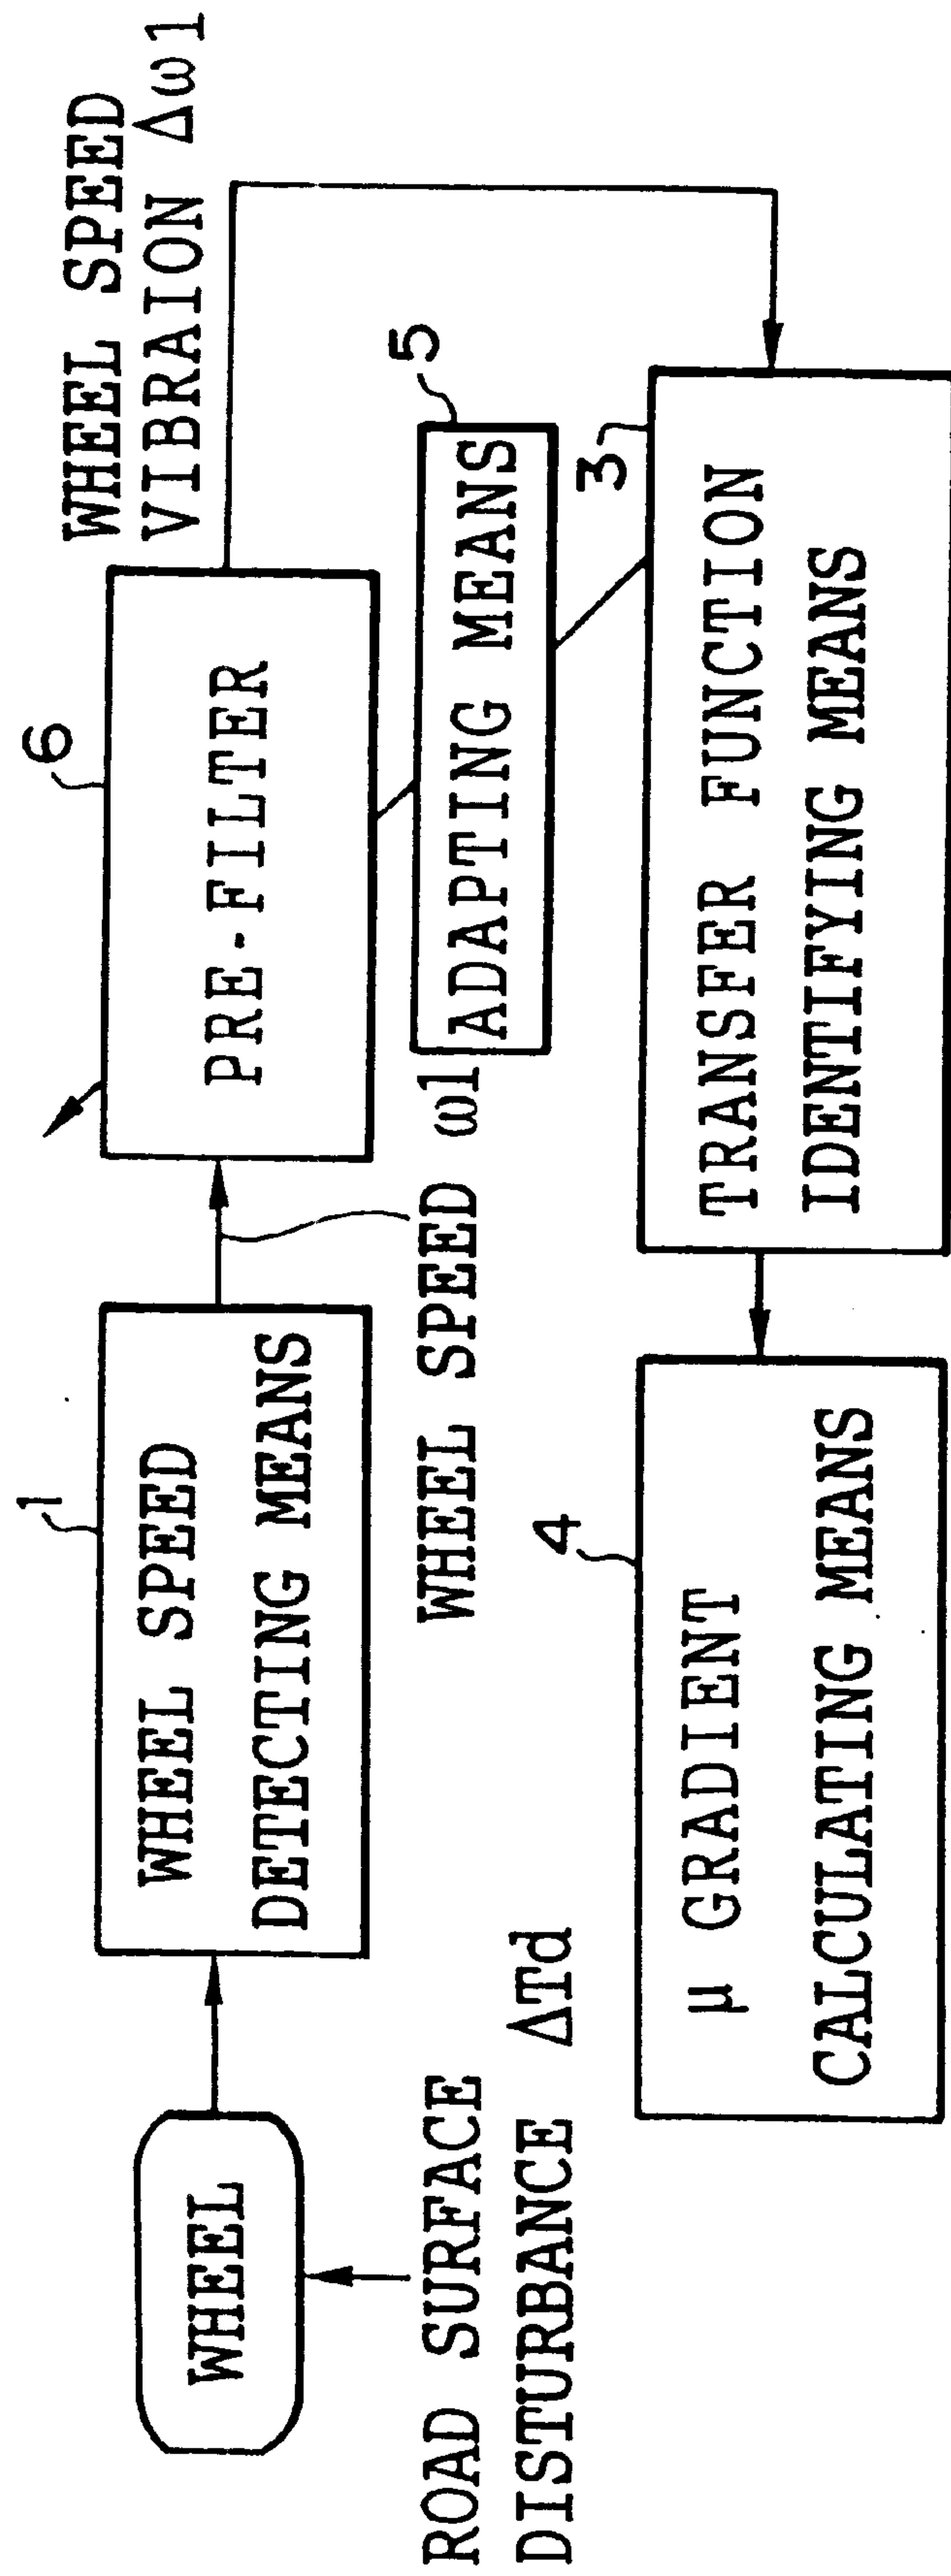 WHEEL
ROAD SURFACE
DISTURBANCE ΔTd
1
WHEEL SPEED
DETECTING MEANS
WHEEL SPEED ω1
6
PRE-FILTER
WHEEL SPEED
VIBRAION Δω1
5
ADAPTING MEANS
3
TRANSFER FUNCTION
IDENTIFYING MEANS
4
μ GRADIENT
CALCULATING MEANS